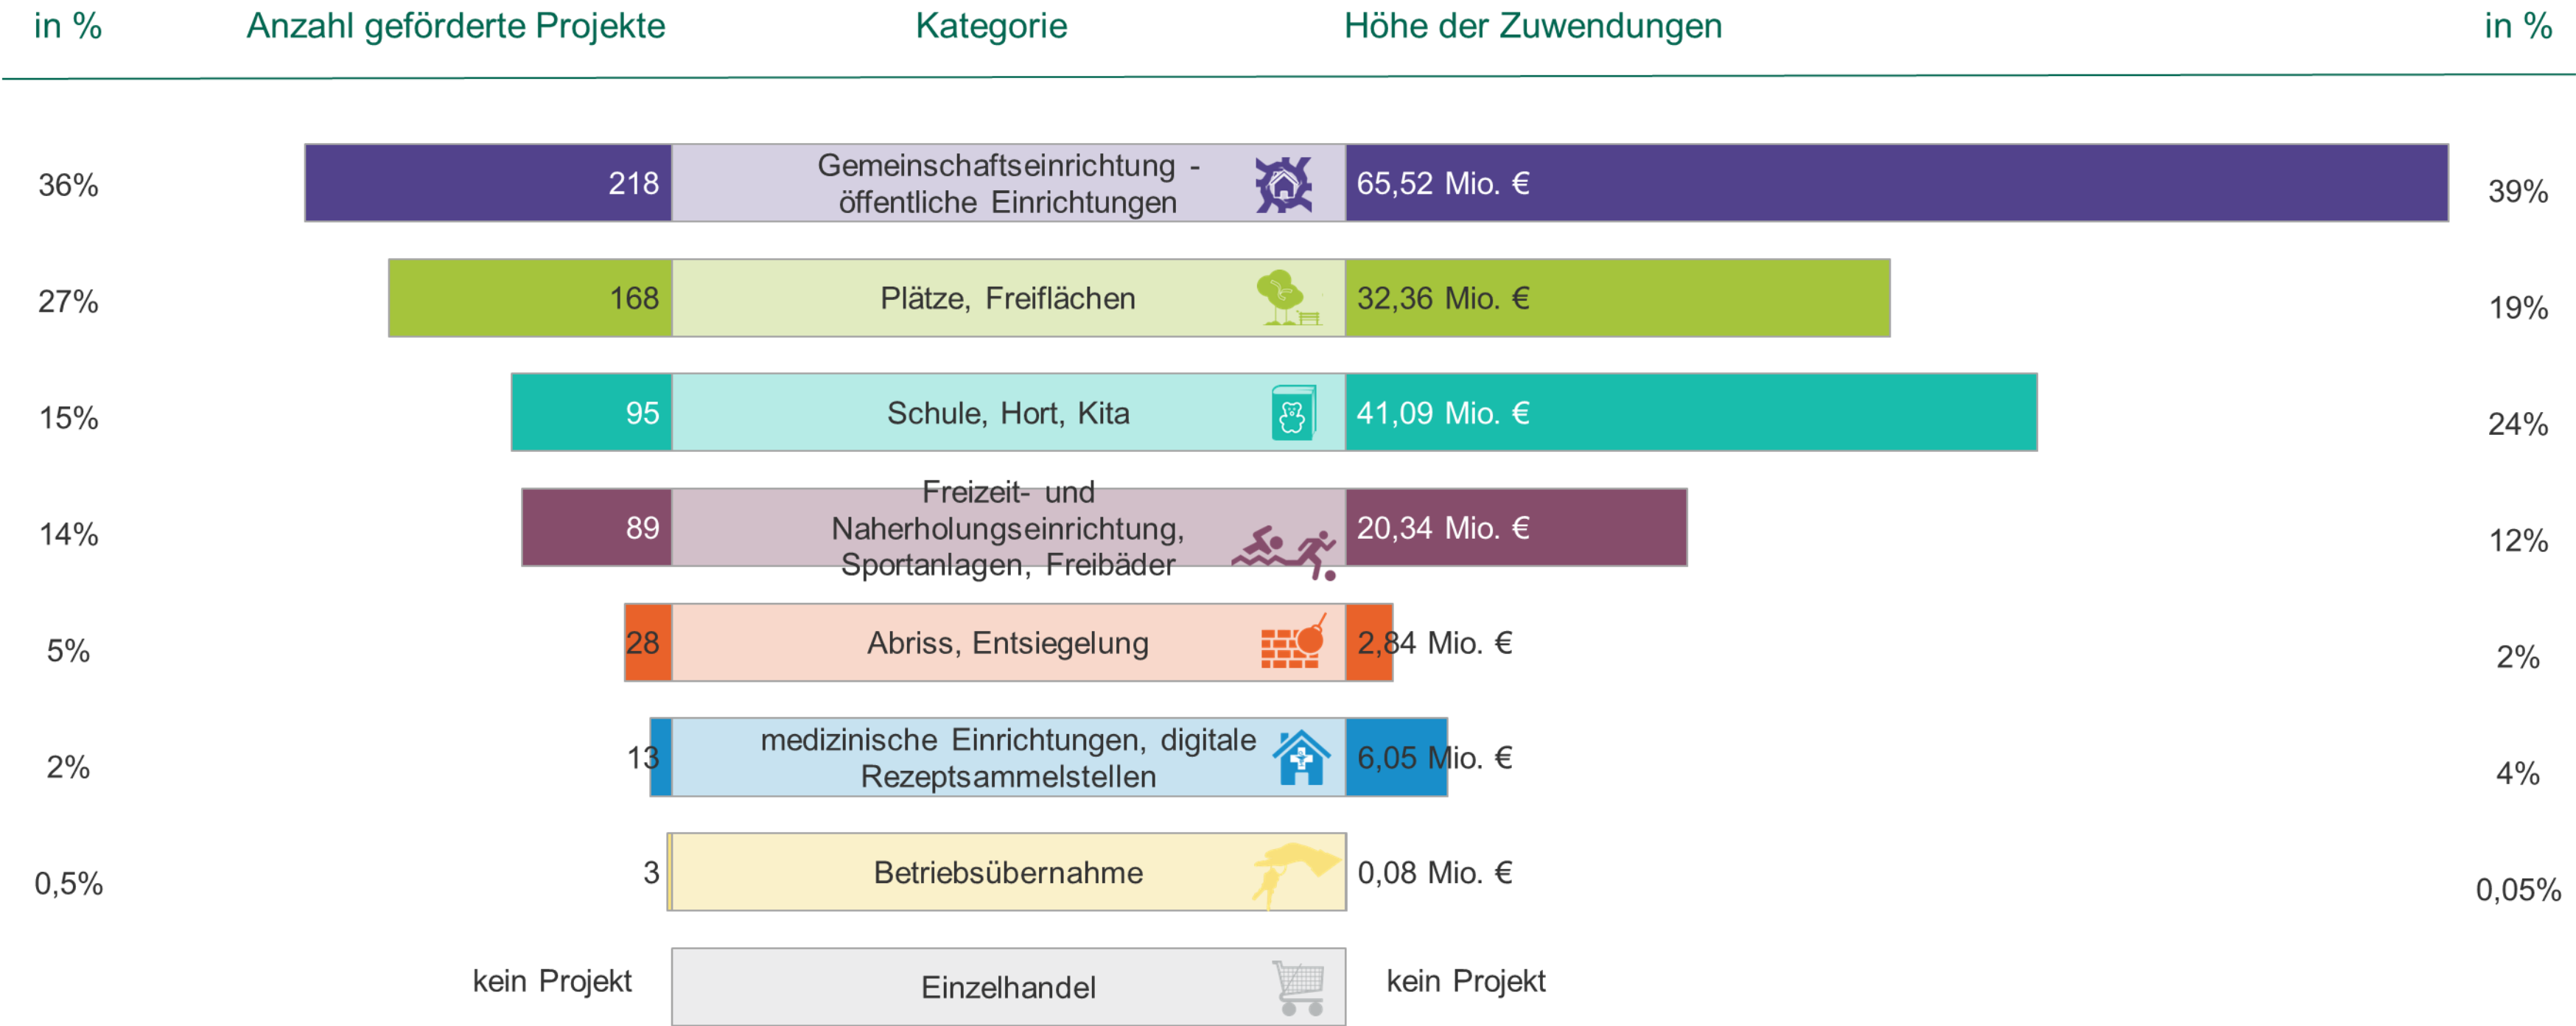 in %
Anzahl geförderte Projekte
Kategorie
Höhe der Zuwendungen
in %
36%
218
Gemeinschaftseinrichtung -
öffentliche Einrichtungen
65,52 Mio. €
39%
27%
168
Plätze, Freiflächen
32,36 Mio. €
19%
15%
95
Schule, Hort, Kita
41,09 Mio. €
24%
14%
89
Freizeit- und
Naherholungseinrichtung,
Sportanlagen, Freibäder
20,34 Mio. €
12%
5%
28
Abriss, Entsiegelung
2,84 Mio. €
2%
2%
13
medizinische Einrichtungen, digitale
Rezeptsammelstellen
6,05 Mio. €
4%
0,5%
3
Betriebsübernahme
0,08 Mio. €
0,05%
kein Projekt
Einzelhandel
kein Projekt